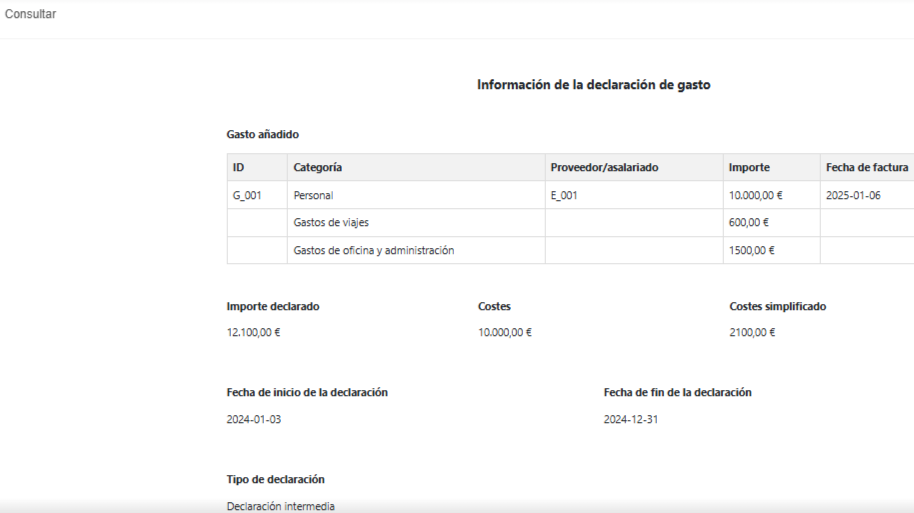 Consultar
Información de la declaración de gasto
Gasto añadido
ID Categoría Proveedor/asalariado Importe Fecha de factura
G_001 Personal E_001 10.000,00 € 2025-01-06
Gastos de viajes 600,00 €
Gastos de oficina y administración 1500,00 €
Importe declarado Costes Costes simplificado
12.100,00 € 10.000,00 € 2100,00 €
Fecha de inicio de la declaración Fecha de fin de la declaración
2024-01-03 2024-12-31
Tipo de declaración
Declaración intermedia